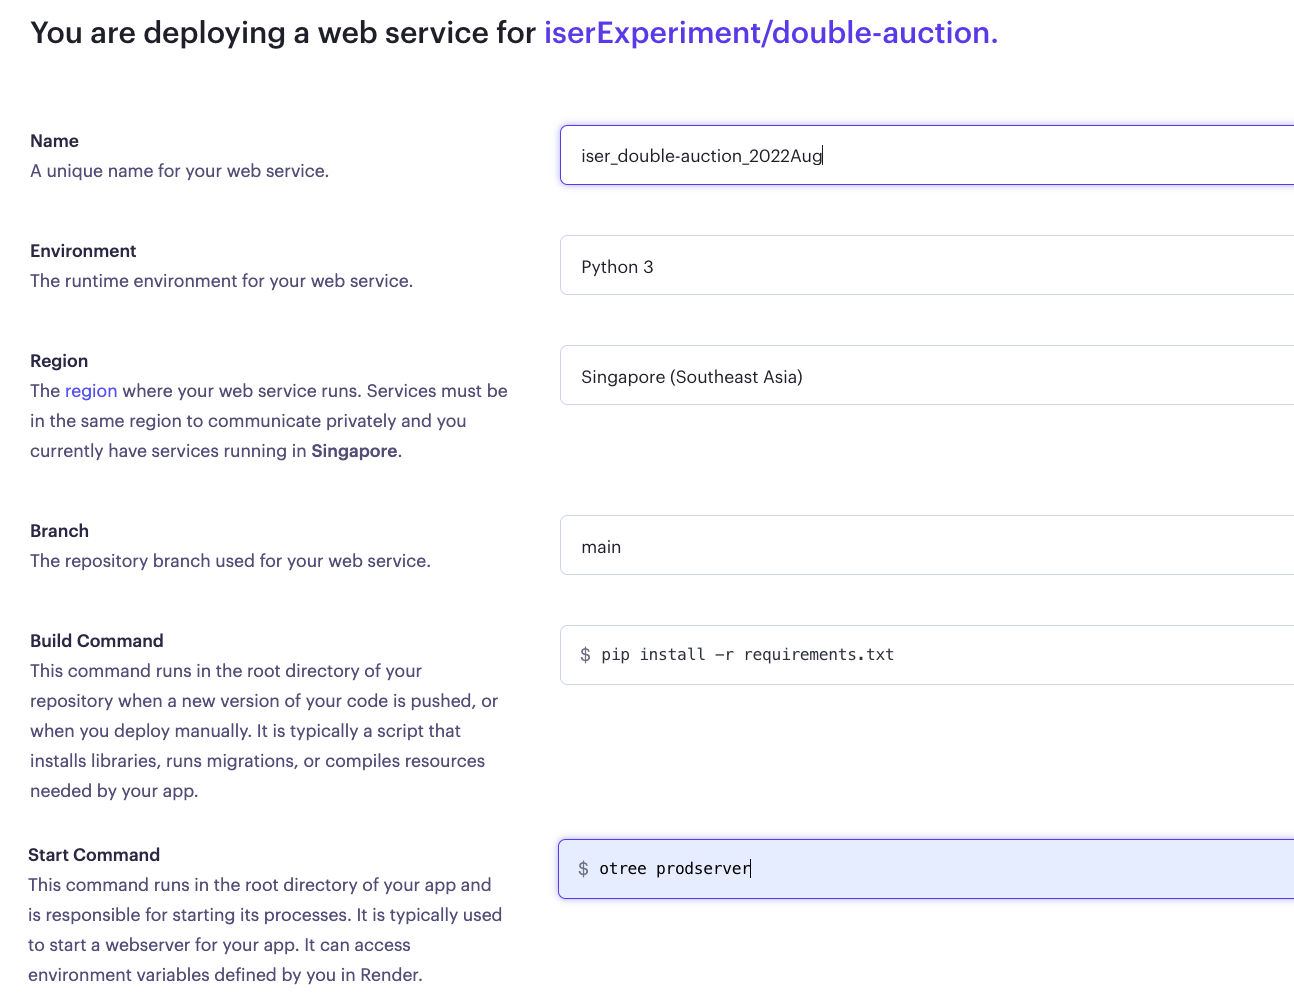 You are deploying a web service for iserExperiment/double-auction.
Name
A unique name for your web service.
iser_double-auction_2022Aug
Environment
The runtime environment for your web service.
Python 3
Region
The region where your web service runs. Services must be
in the same region to communicate privately and you
currently have services running in Singapore.
Singapore (Southeast Asia)
Branch
The repository branch used for your web service.
main
Build Command
This command runs in the root directory of your
repository when a new version of your code is pushed, or
when you deploy manually. It is typically a script that
installs libraries, runs migrations, or compiles resources
needed by your app.
$ pip install -r requirements.txt
Start Command
This command runs in the root directory of your app and
is responsible for starting its processes. It is typically used
to start a webserver for your app. It can access
environment variables defined by you in Render.
$ otree prodserver